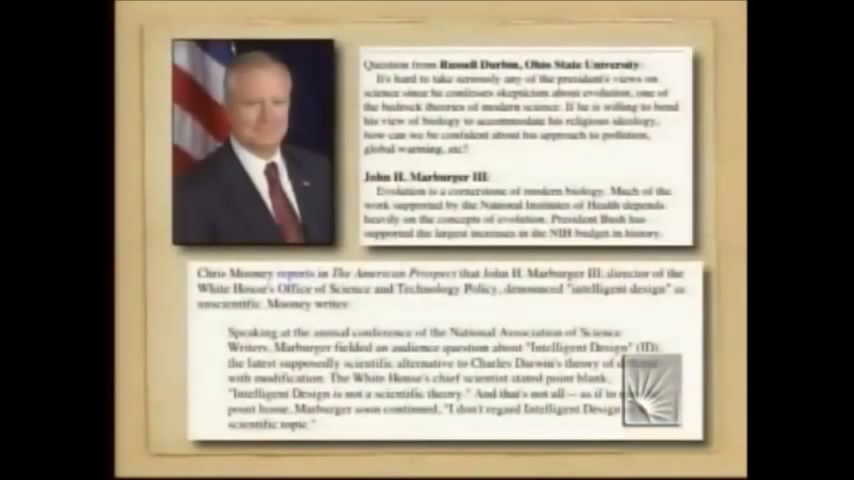 Question from Russell Durbin, Ohio State University:
It's hard to take seriously any of the president's views on
science since he confesses skepticism about evolution, one of
the bedrock theories of modern science. If he is willing to bend
his view of biology to accommodate his religious ideology,
how can we be confident about his approach to pollution,
global warming, etc?
John H. Marburger III:
Evolution is a cornerstone of modern biology. Much of the
work supported by the National Institutes of Health depends
heavily on the concepts of evolution. President Bush has
supported the largest increases in the NIH budget in history.
Chris Mooney reports in The American Prospect that John H. Marburger III, director of the
White House's Office of Science and Technology Policy, denounced "intelligent design" as
unscientific. Mooney writes:
Speaking at the annual conference of the National Association of Science
Writers, Marburger fielded an audience question about "Intelligent Design" (ID),
the latest supposedly scientific alternative to Charles Darwin's theory of
with modification. The White House's chief scientist stated point blank,
"Intelligent Design is not a scientific theory." And that's not all — as if to
point home, Marburger soon continued, "I don't regard Intelligent Design
scientific topic."